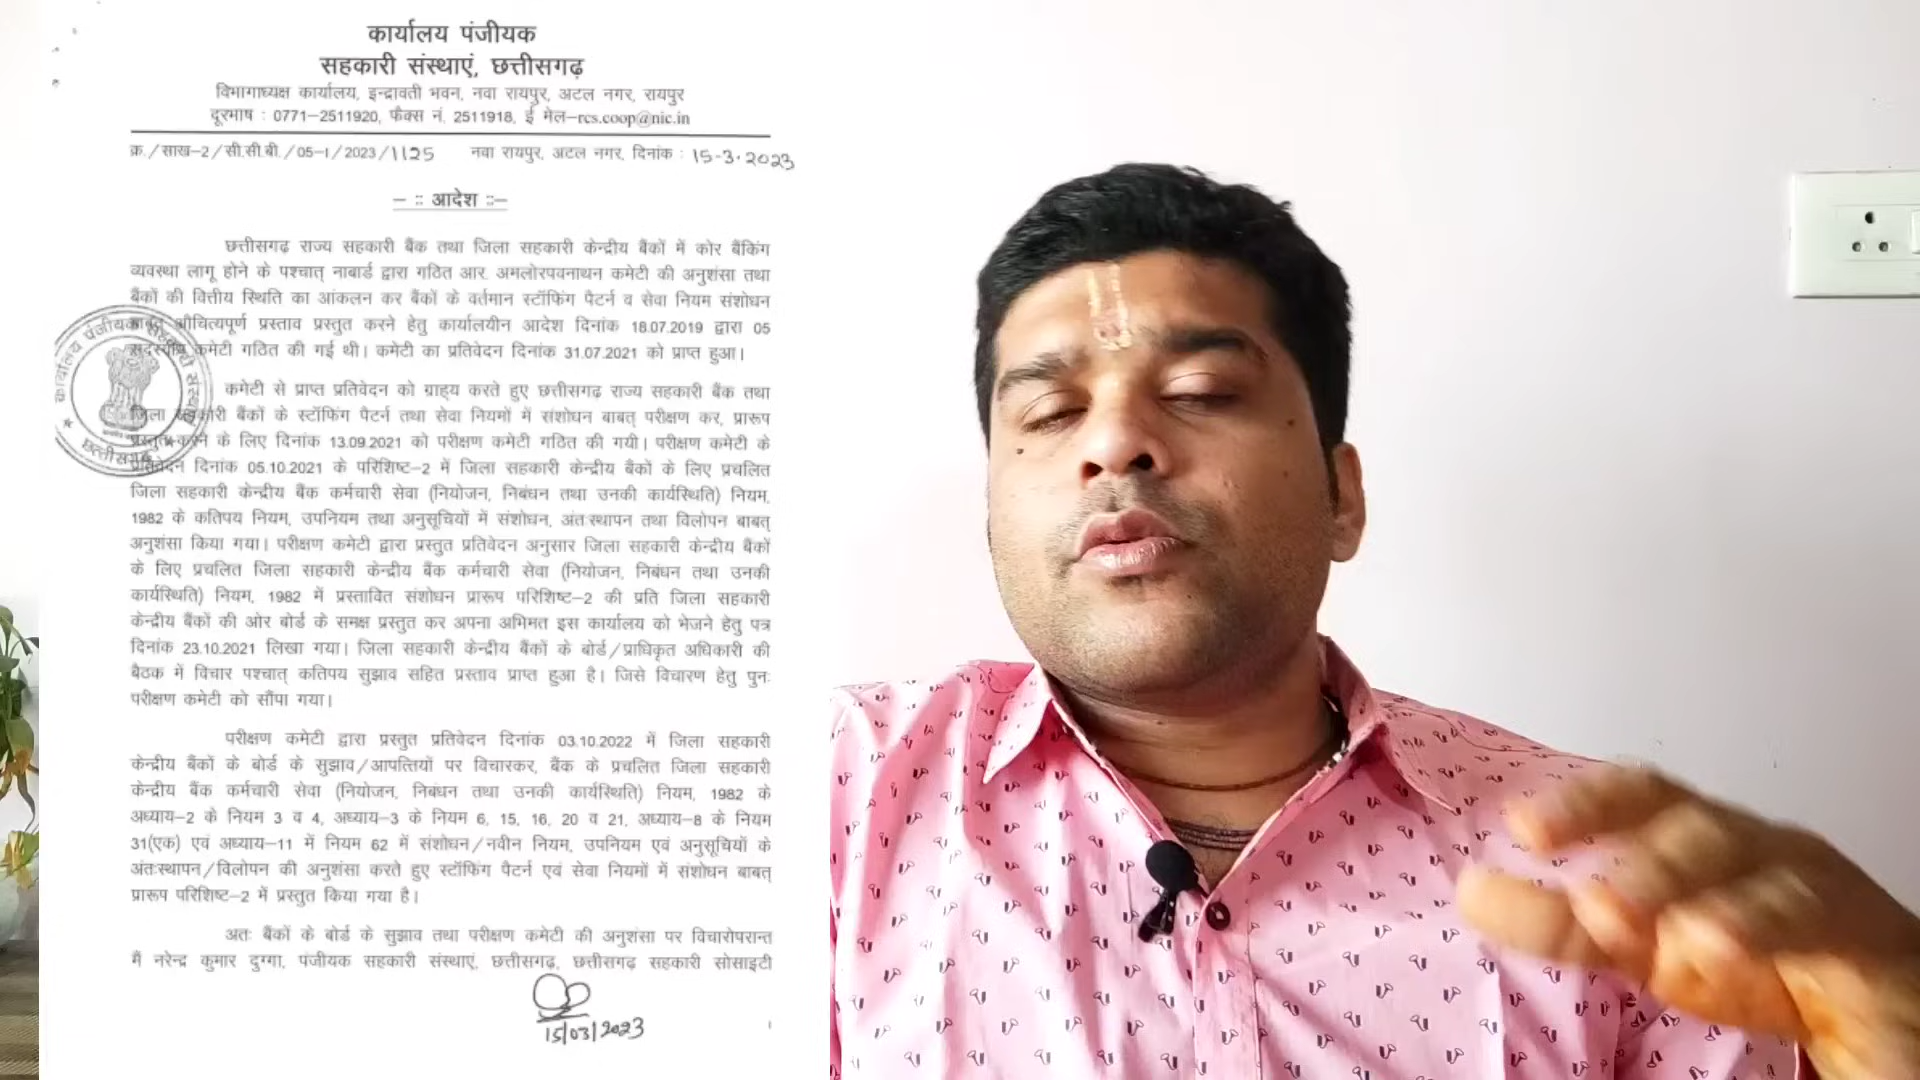 कार्यालय पंजीयक
सहकारी संस्थाएं, छत्तीसगढ़
विभागाध्यक्ष कार्यालय, इन्द्रावती भवन, नवा रायपुर, अटल नगर, रायपुर
दूरभाष : 0771-2511920, फैक्स नं. 2511918, ई मेल-rcs.coop@nic.in
क्र./साख-2/सी.सी.बी./05-1/2023/1125 नवा रायपुर, अटल नगर, दिनांक : 15-3-2023
- :: आदेश ::-
छत्तीसगढ़ राज्य सहकारी बैंक तथा जिला सहकारी केन्द्रीय बैंकों में कोर बैंकिंग
व्यवस्था लागू होने के पश्चात् नाबार्ड द्वारा गठित आर. अमलोरपवनाथन कमेटी की अनुशंसा तथा
बैंकों की वित्तीय स्थिति का आंकलन कर बैंकों के वर्तमान स्टॉफिंग पैटर्न व सेवा नियम संशोधन
बाबत् औचित्यपूर्ण प्रस्ताव प्रस्तुत करने हेतु कार्यालयीन आदेश दिनांक 18.07.2019 द्वारा 05
सदस्यीय कमेटी गठित की गई थी। कमेटी का प्रतिवेदन दिनांक 31.07.2021 को प्राप्त हुआ।
कमेटी से प्राप्त प्रतिवेदन को ग्राह्य करते हुए छत्तीसगढ़ राज्य सहकारी बैंक तथा
जिला सहकारी बैंकों के स्टॉफिंग पैटर्न तथा सेवा नियमों में संशोधन बाबत् परीक्षण कर, प्रारूप
प्रस्तुत करने के लिए दिनांक 13.09.2021 को परीक्षण कमेटी गठित की गयी। परीक्षण कमेटी के
प्रतिवेदन दिनांक 05.10.2021 के परिशिष्ट-2 में जिला सहकारी केन्द्रीय बैंकों के लिए प्रचलित
जिला सहकारी केन्द्रीय बैंक कर्मचारी सेवा (नियोजन, निबंधन तथा उनकी कार्यस्थिति) नियम,
1982 के कतिपय नियम, उपनियम तथा अनुसूचियों में संशोधन, अंतःस्थापन तथा विलोपन बाबत्
अनुशंसा किया गया। परीक्षण कमेटी द्वारा प्रस्तुत प्रतिवेदन अनुसार जिला सहकारी केन्द्रीय बैंकों
के लिए प्रचलित जिला सहकारी केन्द्रीय बैंक कर्मचारी सेवा (नियोजन, निबंधन तथा उनकी
कार्यस्थिति) नियम, 1982 में प्रस्तावित संशोधन प्रारूप परिशिष्ट-2 की प्रति जिला सहकारी
केन्द्रीय बैंकों की ओर बोर्ड के समक्ष प्रस्तुत कर अपना अभिमत इस कार्यालय को भेजने हेतु पत्र
दिनांक 23.10.2021 लिखा गया। जिला सहकारी केन्द्रीय बैंकों के बोर्ड/प्राधिकृत अधिकारी की
बैठक में विचार पश्चात् कतिपय सुझाव सहित प्रस्ताव प्राप्त हुआ है। जिसे विचारण हेतु पुनः
परीक्षण कमेटी को सौंपा गया।
परीक्षण कमेटी द्वारा प्रस्तुत प्रतिवेदन दिनांक 03.10.2022 में जिला सहकारी
केन्द्रीय बैंकों के बोर्ड के सुझाव/आपत्तियों पर विचारकर, बैंक के प्रचलित जिला सहकारी
केन्द्रीय बैंक कर्मचारी सेवा (नियोजन, निबंधन तथा उनकी कार्यस्थिति) नियम, 1982 के
अध्याय-2 के नियम 3 व 4, अध्याय-3 के नियम 6, 15, 16, 20 व 21, अध्याय-8 के नियम
31(एक) एवं अध्याय-11 में नियम 62 में संशोधन/नवीन नियम, उपनियम एवं अनुसूचियों के
अंतःस्थापन/विलोपन की अनुशंसा करते हुए स्टॉफिंग पैटर्न एवं सेवा नियमों में संशोधन बाबत्
प्रारूप परिशिष्ट-2 में प्रस्तुत किया गया है।
अतः बैंकों के बोर्ड के सुझाव तथा परीक्षण कमेटी की अनुशंसा पर विचारोपरान्त
मैं नरेन्द्र कुमार दुग्गा, पंजीयक सहकारी संस्थाएं, छत्तीसगढ़, छत्तीसगढ़ सहकारी सोसाइटी
15/03/2023